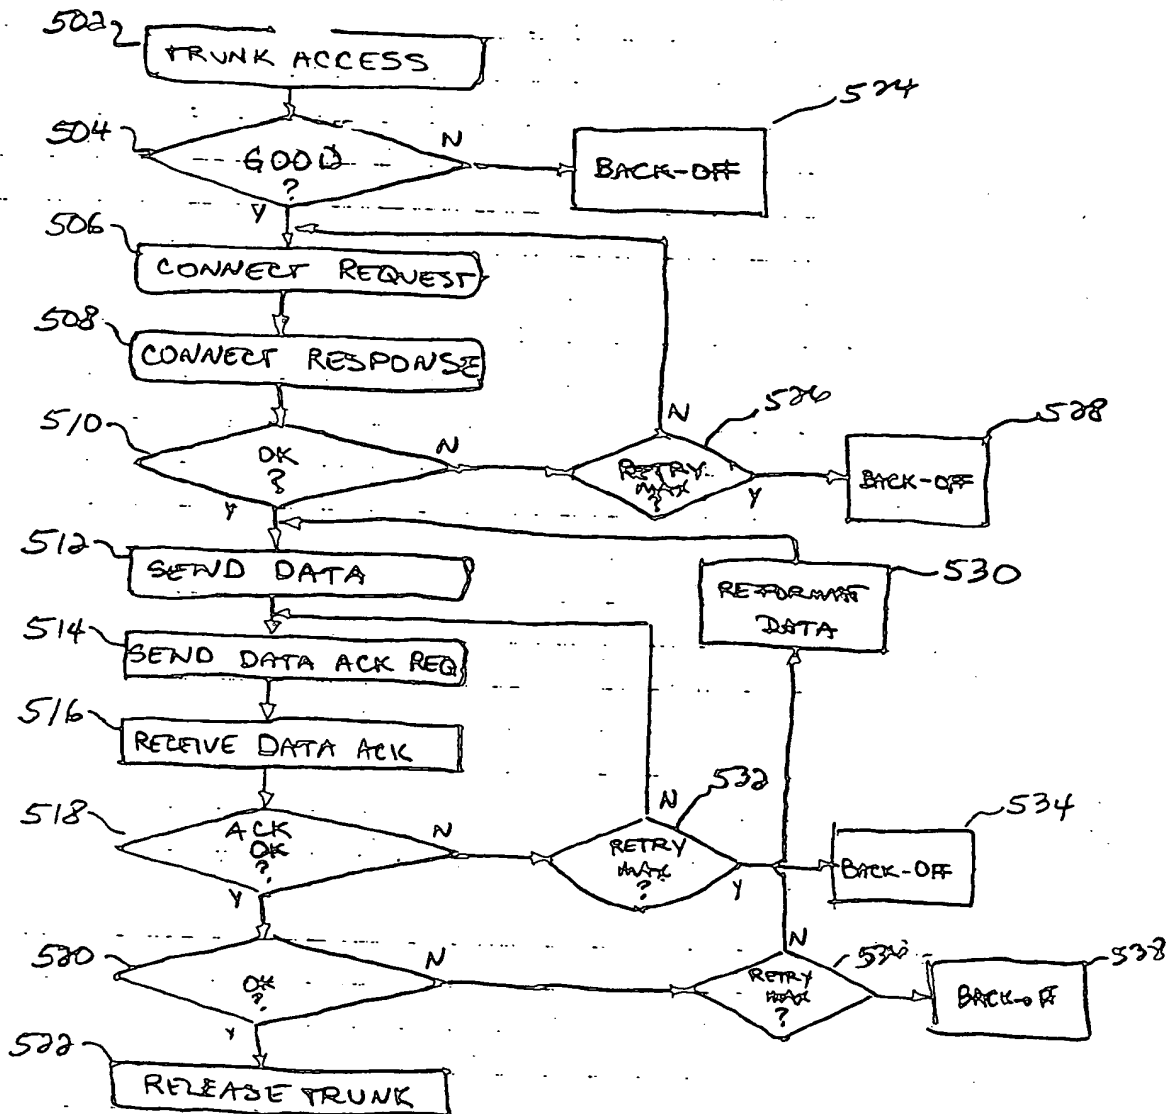 502
TRUNK ACCESS
504
GOOD
?
N
Y
524
BACK-OFF
506
CONNECT REQUEST
508
CONNECT RESPONSE
510
OK
?
N
Y
526
N
RETRY
MAX
?
Y
528
BACK-OFF
512
SEND DATA
530
REFORMAT
DATA
514
SEND DATA ACK REQ
516
RECEIVE DATA ACK
518
ACK
OK
?
N
Y
532
N
RETRY
MAX
?
Y
534
BACK-OFF
520
OK
?
N
Y
N
RETRY
MAX
?
538
BACK-OFF
522
RELEASE TRUNK